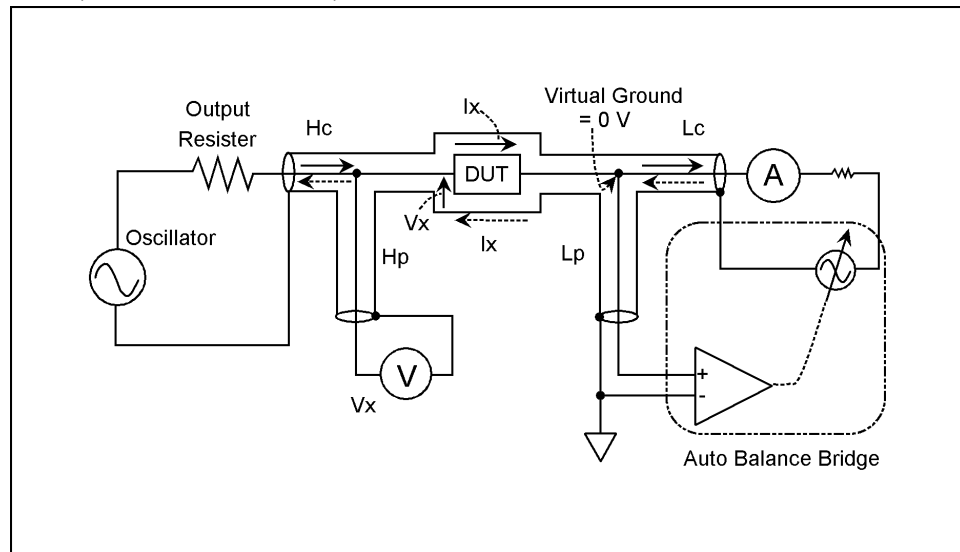 Output
Resister
Hc
Ix
Virtual Ground
= 0 V
Lc
DUT
A
Oscillator
Vx
Ix
Hp
Lp
V
Vx
+
-
Auto Balance Bridge